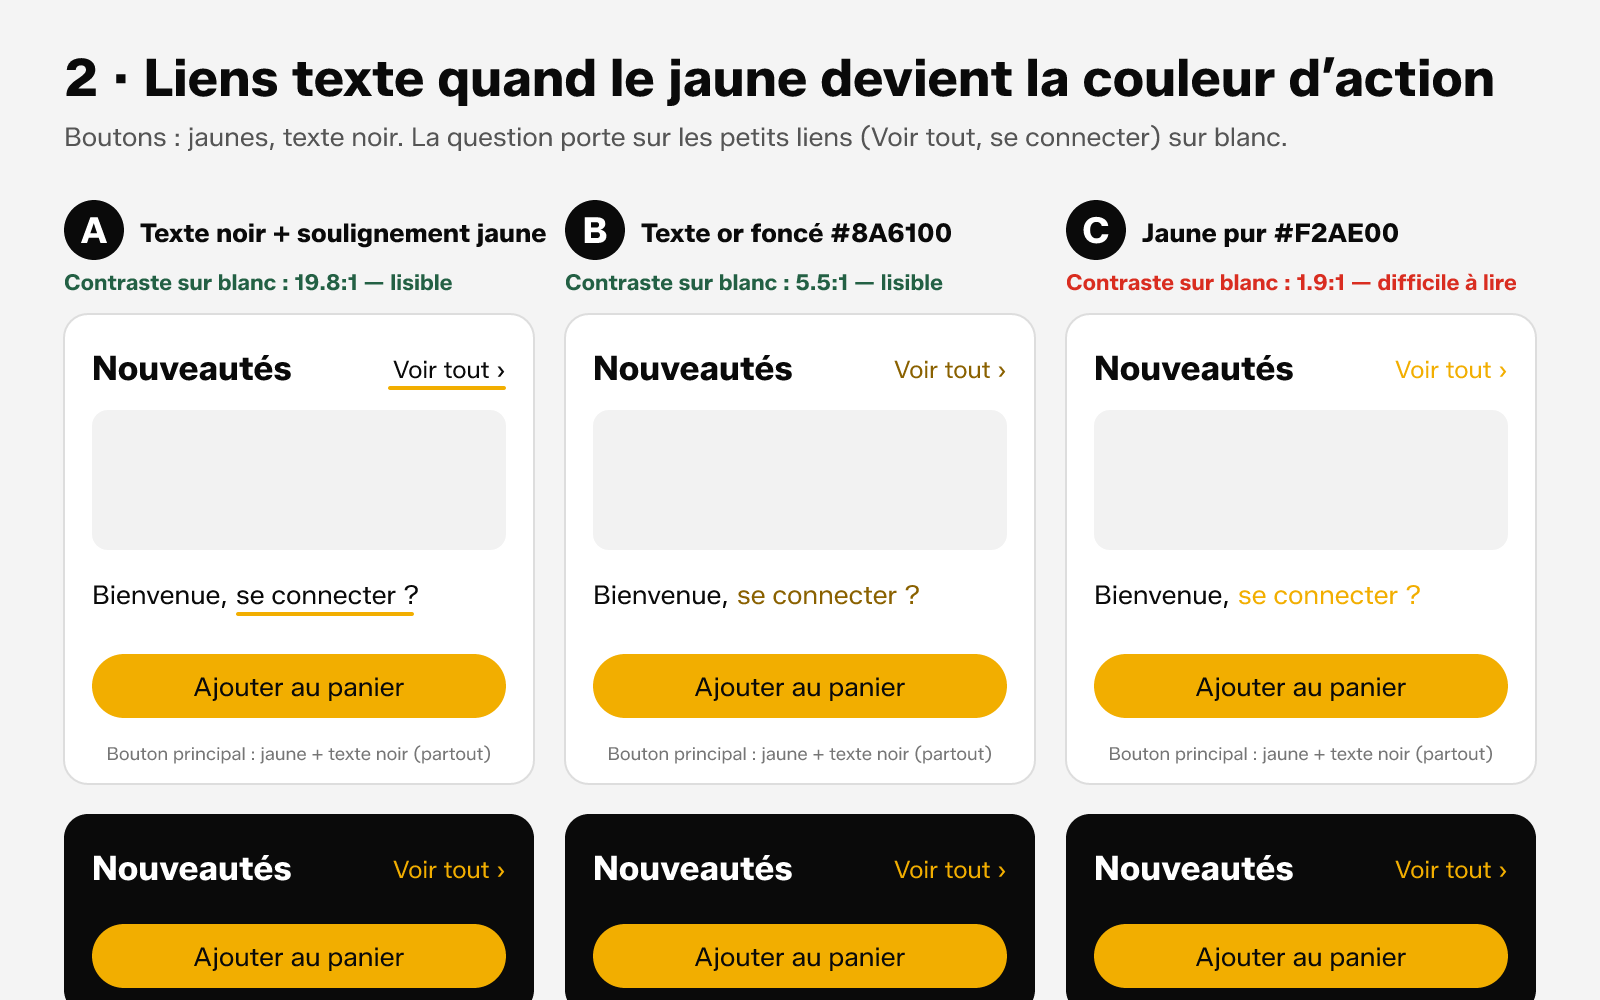 2 · Liens texte quand le jaune devient la couleur d’action
Boutons : jaunes, texte noir. La question porte sur les petits liens (Voir tout, se connecter) sur blanc.
A Texte noir + soulignement jaune
Contraste sur blanc : 19.8:1 — lisible
Nouveautés Voir tout ›
Bienvenue, se connecter ?
Ajouter au panier
Bouton principal : jaune + texte noir (partout)
Nouveautés Voir tout ›
Ajouter au panier
B Texte or foncé #8A6100
Contraste sur blanc : 5.5:1 — lisible
Nouveautés Voir tout ›
Bienvenue, se connecter ?
Ajouter au panier
Bouton principal : jaune + texte noir (partout)
Nouveautés Voir tout ›
Ajouter au panier
C Jaune pur #F2AE00
Contraste sur blanc : 1.9:1 — difficile à lire
Nouveautés Voir tout ›
Bienvenue, se connecter ?
Ajouter au panier
Bouton principal : jaune + texte noir (partout)
Nouveautés Voir tout ›
Ajouter au panier